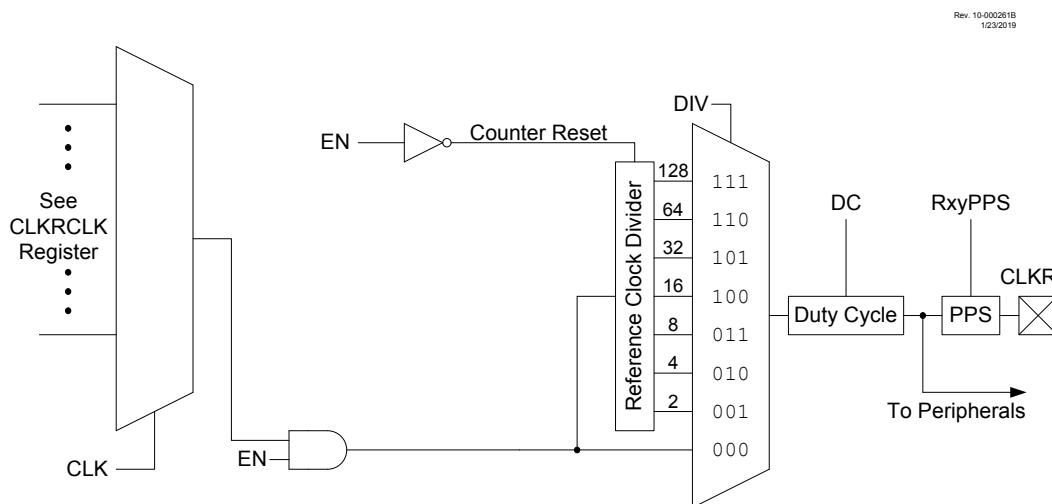 Rev. 10-000261B
1/23/2019
DIV
EN
Counter Reset
See
CLKRCLK
Register
Reference Clock Divider
128
111
64
110
32
101
16
100
8
011
4
010
2
001
000
DC
RxyPPS
CLKR
Duty Cycle
PPS
To Peripherals
EN
CLK